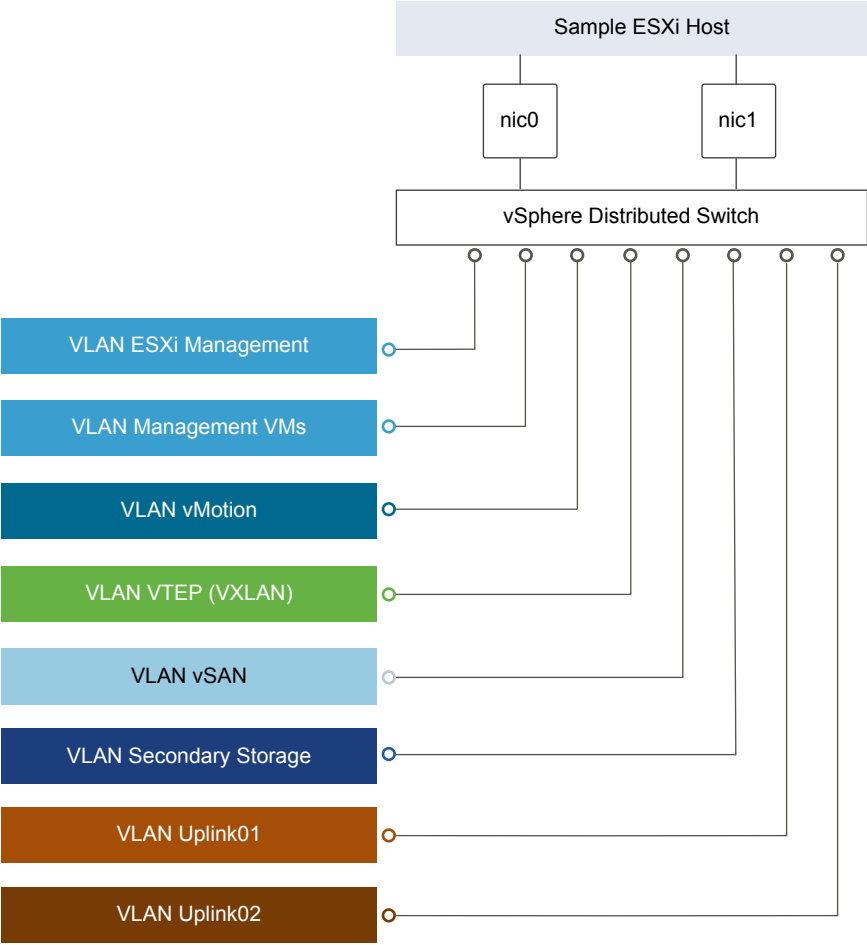 Sample ESXi Host
nic0
nic1
vSphere Distributed Switch
VLAN ESXi Management
VLAN Management VMs
VLAN vMotion
VLAN VTEP (VXLAN)
VLAN vSAN
VLAN Secondary Storage
VLAN Uplink01
VLAN Uplink02